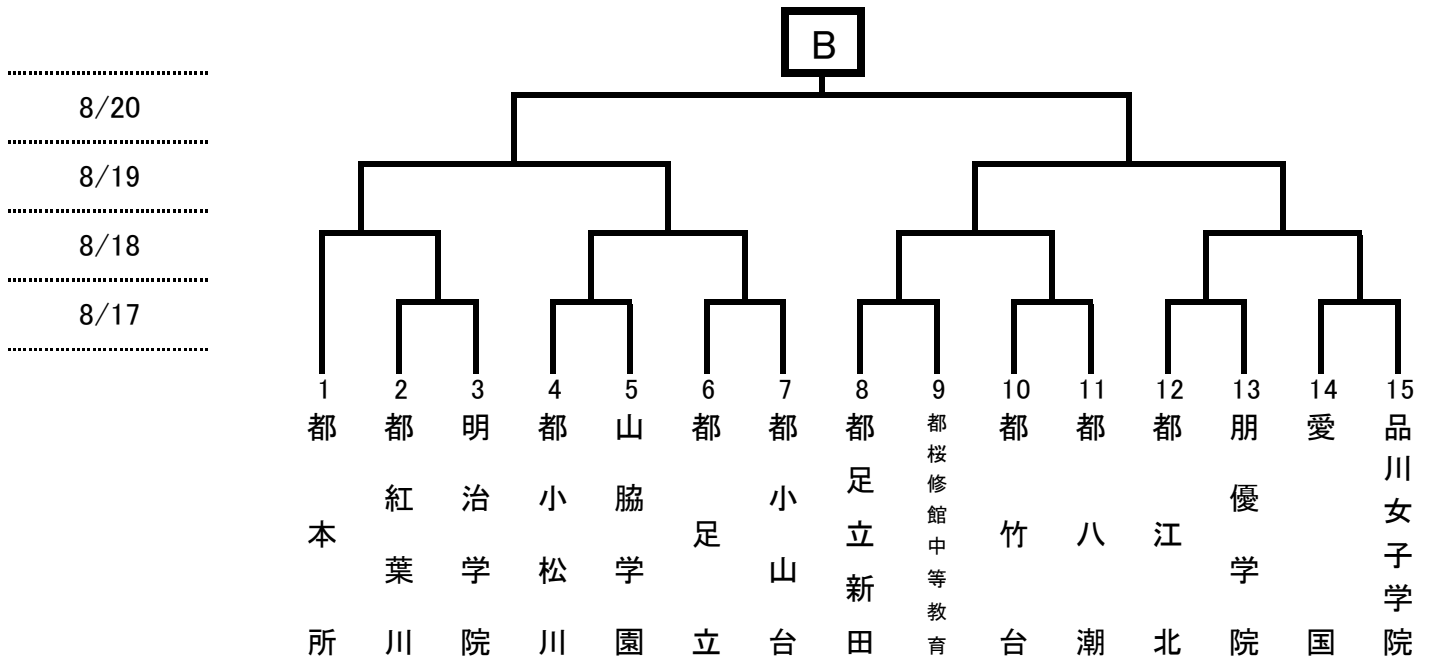 B
8/20
8/19
8/18
8/17
1
都本所
2
都紅葉川
3
明治学院
4
都小松川
5
山脇学園
6
都足立
7
都小山台
8
都足立新田
9
都桜修館中等教育
10
都竹台
11
都八潮
12
都江北
13
朋優学院
14
愛国
15
品川女子学院